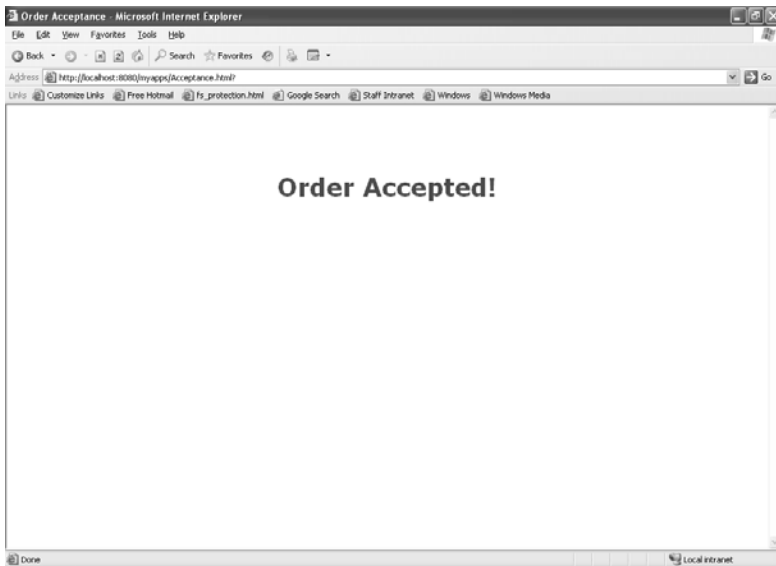 Order Acceptance - Microsoft Internet Explorer
File Edit View Favorites Tools Help
Back Search Favorites
Address http://localhost:8080/myapps/Acceptance.html? Go
Links Customize Links Free Hotmail fs_protection.html Google Search Staff Intranet Windows Windows Media
Order Accepted!
Done Local intranet